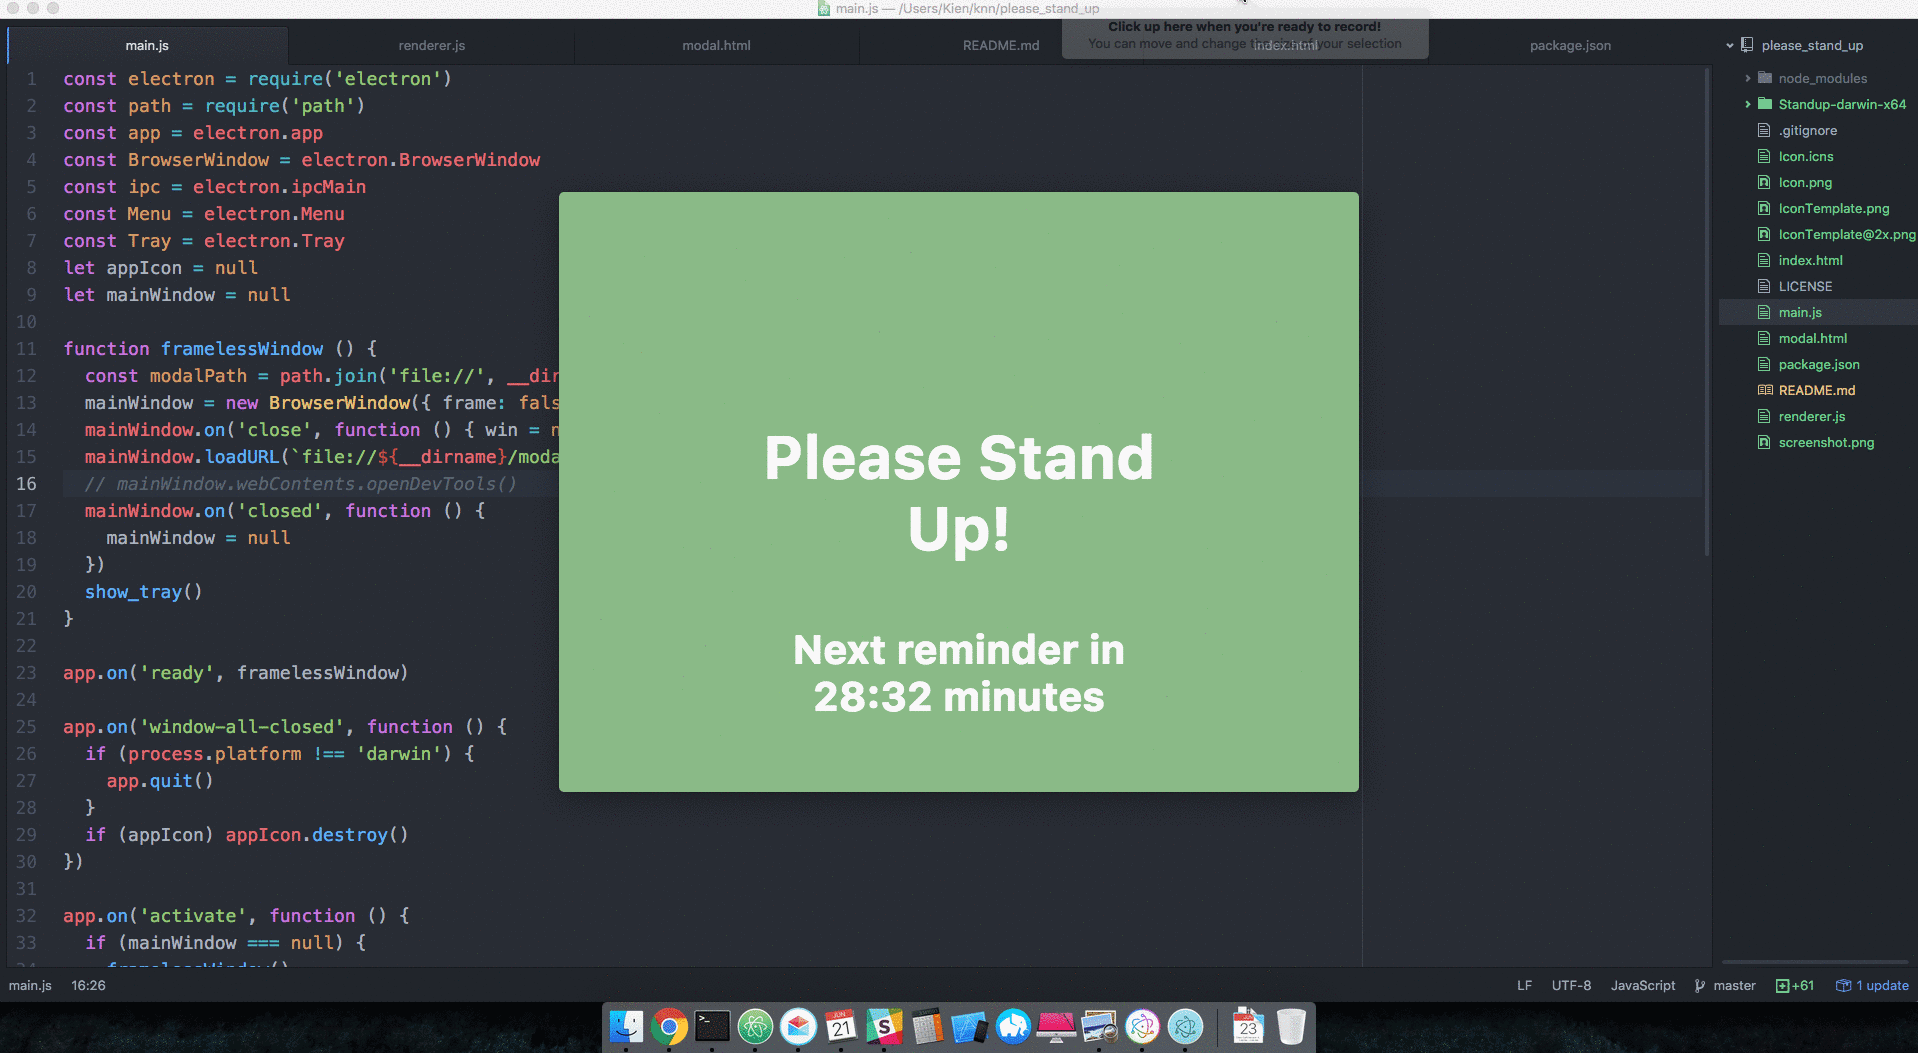 main.js — /Users/Kien/knn/please_stand_up
Click up here when you're ready to record!
You can move and change the size of your selection
main.js
renderer.js
modal.html
README.md
index.html
package.json
1 const electron = require('electron')
2 const path = require('path')
3 const app = electron.app
4 const BrowserWindow = electron.BrowserWindow
5 const ipc = electron.ipcMain
6 const Menu = electron.Menu
7 const Tray = electron.Tray
8 let appIcon = null
9 let mainWindow = null
10
11 function framelessWindow () {
12 const modalPath = path.join('file://', __dir
13 mainWindow = new BrowserWindow({ frame: fals
14 mainWindow.on('close', function () { win = n
15 mainWindow.loadURL(`file://${__dirname}/moda
16 // mainWindow.webContents.openDevTools()
17 mainWindow.on('closed', function () {
18 mainWindow = null
19 })
20 show_tray()
21 }
22
23 app.on('ready', framelessWindow)
24
25 app.on('window-all-closed', function () {
26 if (process.platform !== 'darwin') {
27 app.quit()
28 }
29 if (appIcon) appIcon.destroy()
30 })
31
32 app.on('activate', function () {
33 if (mainWindow === null) {
Please Stand
Up!
Next reminder in
28:32 minutes
please_stand_up
node_modules
Standup-darwin-x64
.gitignore
Icon.icns
Icon.png
IconTemplate.png
IconTemplate@2x.png
index.html
LICENSE
main.js
modal.html
package.json
README.md
renderer.js
screenshot.png
main.js 16:26
LF UTF-8 JavaScript master +61 1 update
JUN
21
S
23